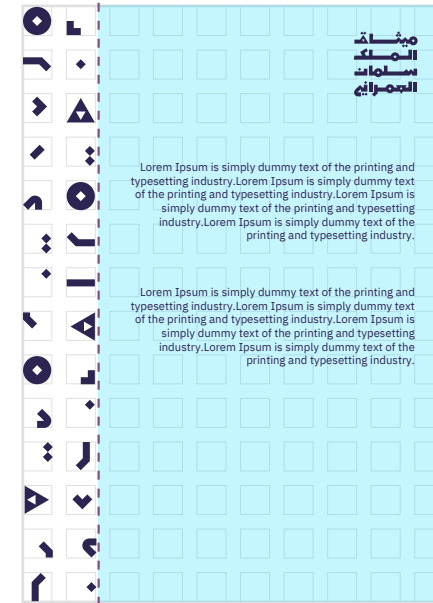 ميثــاق
الملك
سلمان
العمراني
Lorem Ipsum is simply dummy text of the printing and
typesetting industry.Lorem Ipsum is simply dummy text
of the printing and typesetting industry.Lorem Ipsum is
simply dummy text of the printing and typesetting
industry.Lorem Ipsum is simply dummy text of the
printing and typesetting industry.
Lorem Ipsum is simply dummy text of the printing and
typesetting industry.Lorem Ipsum is simply dummy text
of the printing and typesetting industry.Lorem Ipsum is
simply dummy text of the printing and typesetting
industry.Lorem Ipsum is simply dummy text of the
printing and typesetting industry.